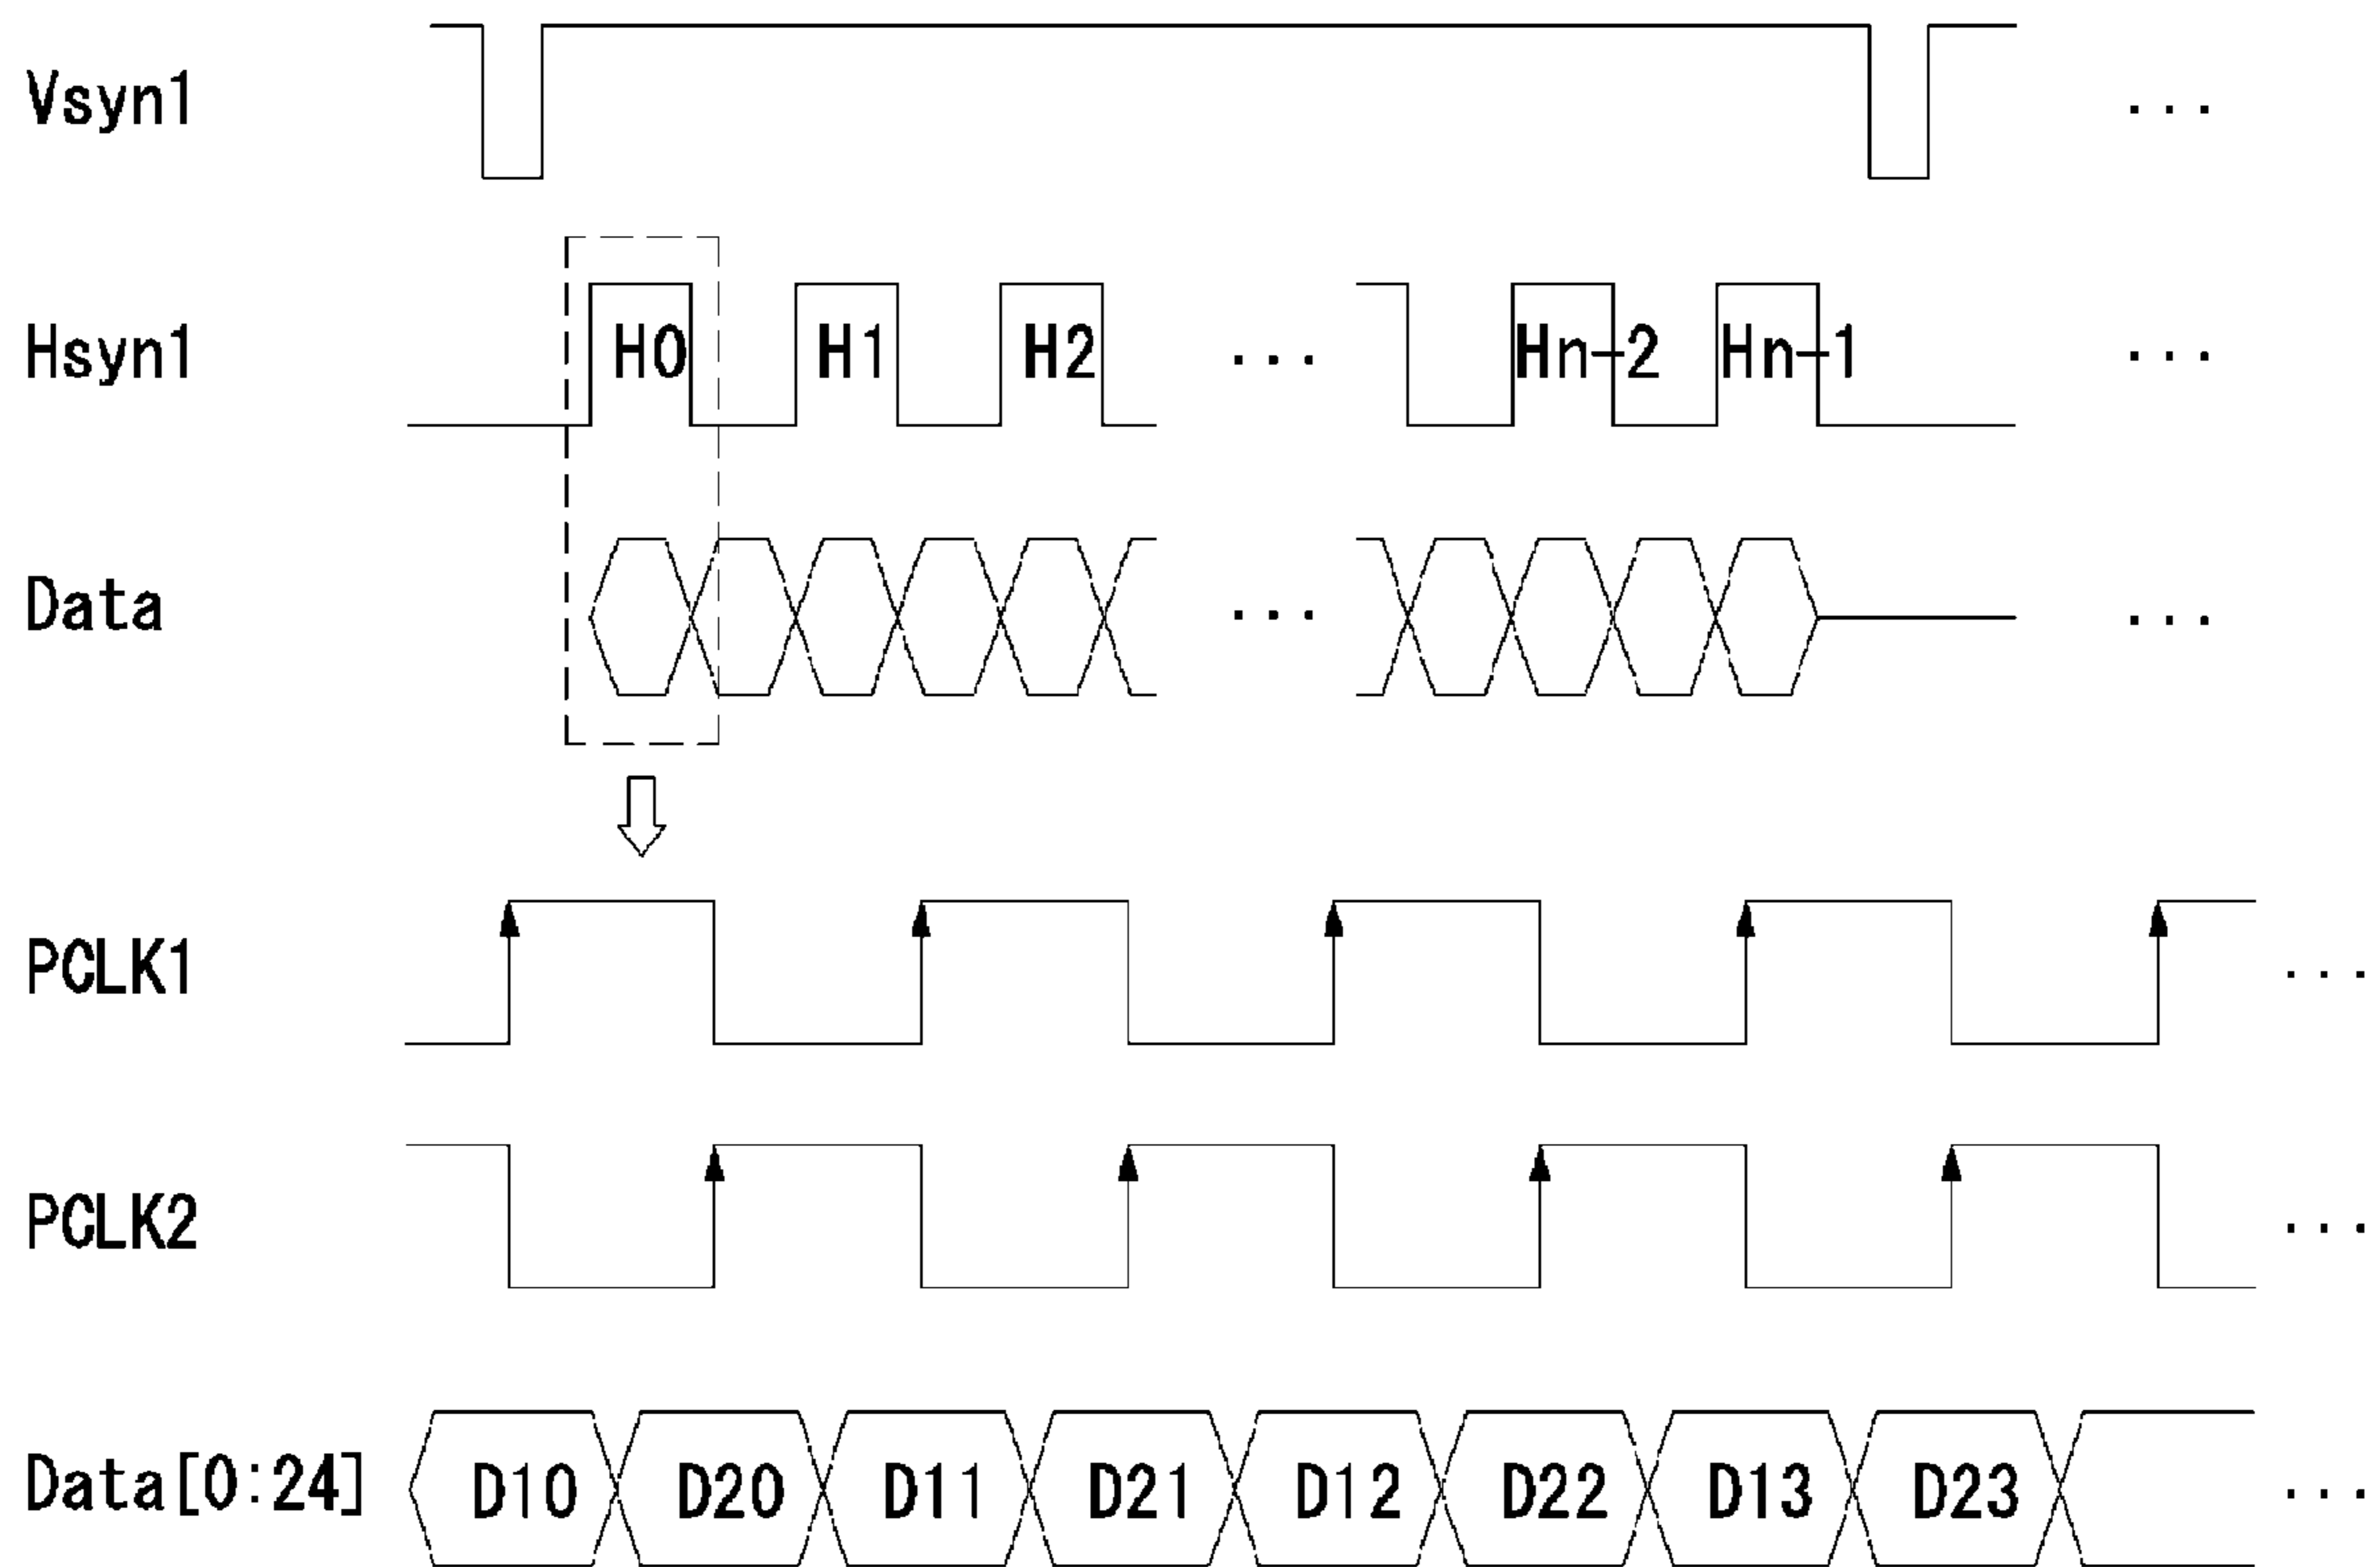 Vsyn1 ...
Hsyn1 H0 H1 H2 ... Hn-2 Hn-1 ...
Data ... ...
PCLK1 ...
PCLK2 ...
Data[0:24] D10 D20 D11 D21 D12 D22 D13 D23 ...